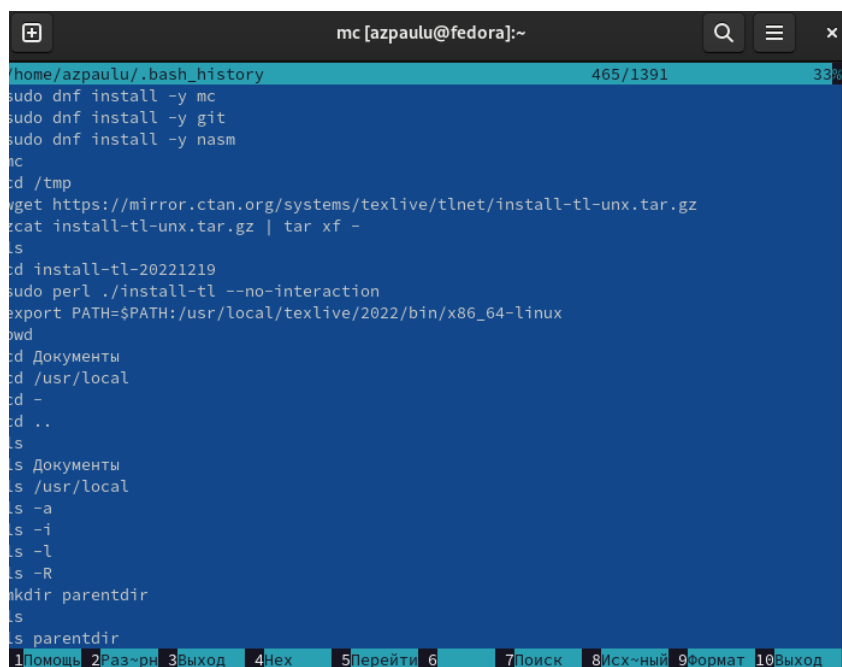 mc [azpaulu@fedora]:~
/home/azpaulu/.bash_history 465/1391 33%
sudo dnf install -y mc
sudo dnf install -y git
sudo dnf install -y nasm
mc
cd /tmp
wget https://mirror.ctan.org/systems/texlive/tlnet/install-tl-unx.tar.gz
zcat install-tl-unx.tar.gz | tar xf -
ls
cd install-tl-20221219
sudo perl ./install-tl --no-interaction
export PATH=$PATH:/usr/local/texlive/2022/bin/x86_64-linux
pwd
cd Документы
cd /usr/local
cd -
cd ..
ls
ls Документы
ls /usr/local
ls -a
ls -i
ls -l
ls -R
mkdir parentdir
ls
ls parentdir
1Помощь 2Раз~рн 3Выход 4Hex 5Перейти 6 7Поиск 8Исх~ный 9Формат 10Выход